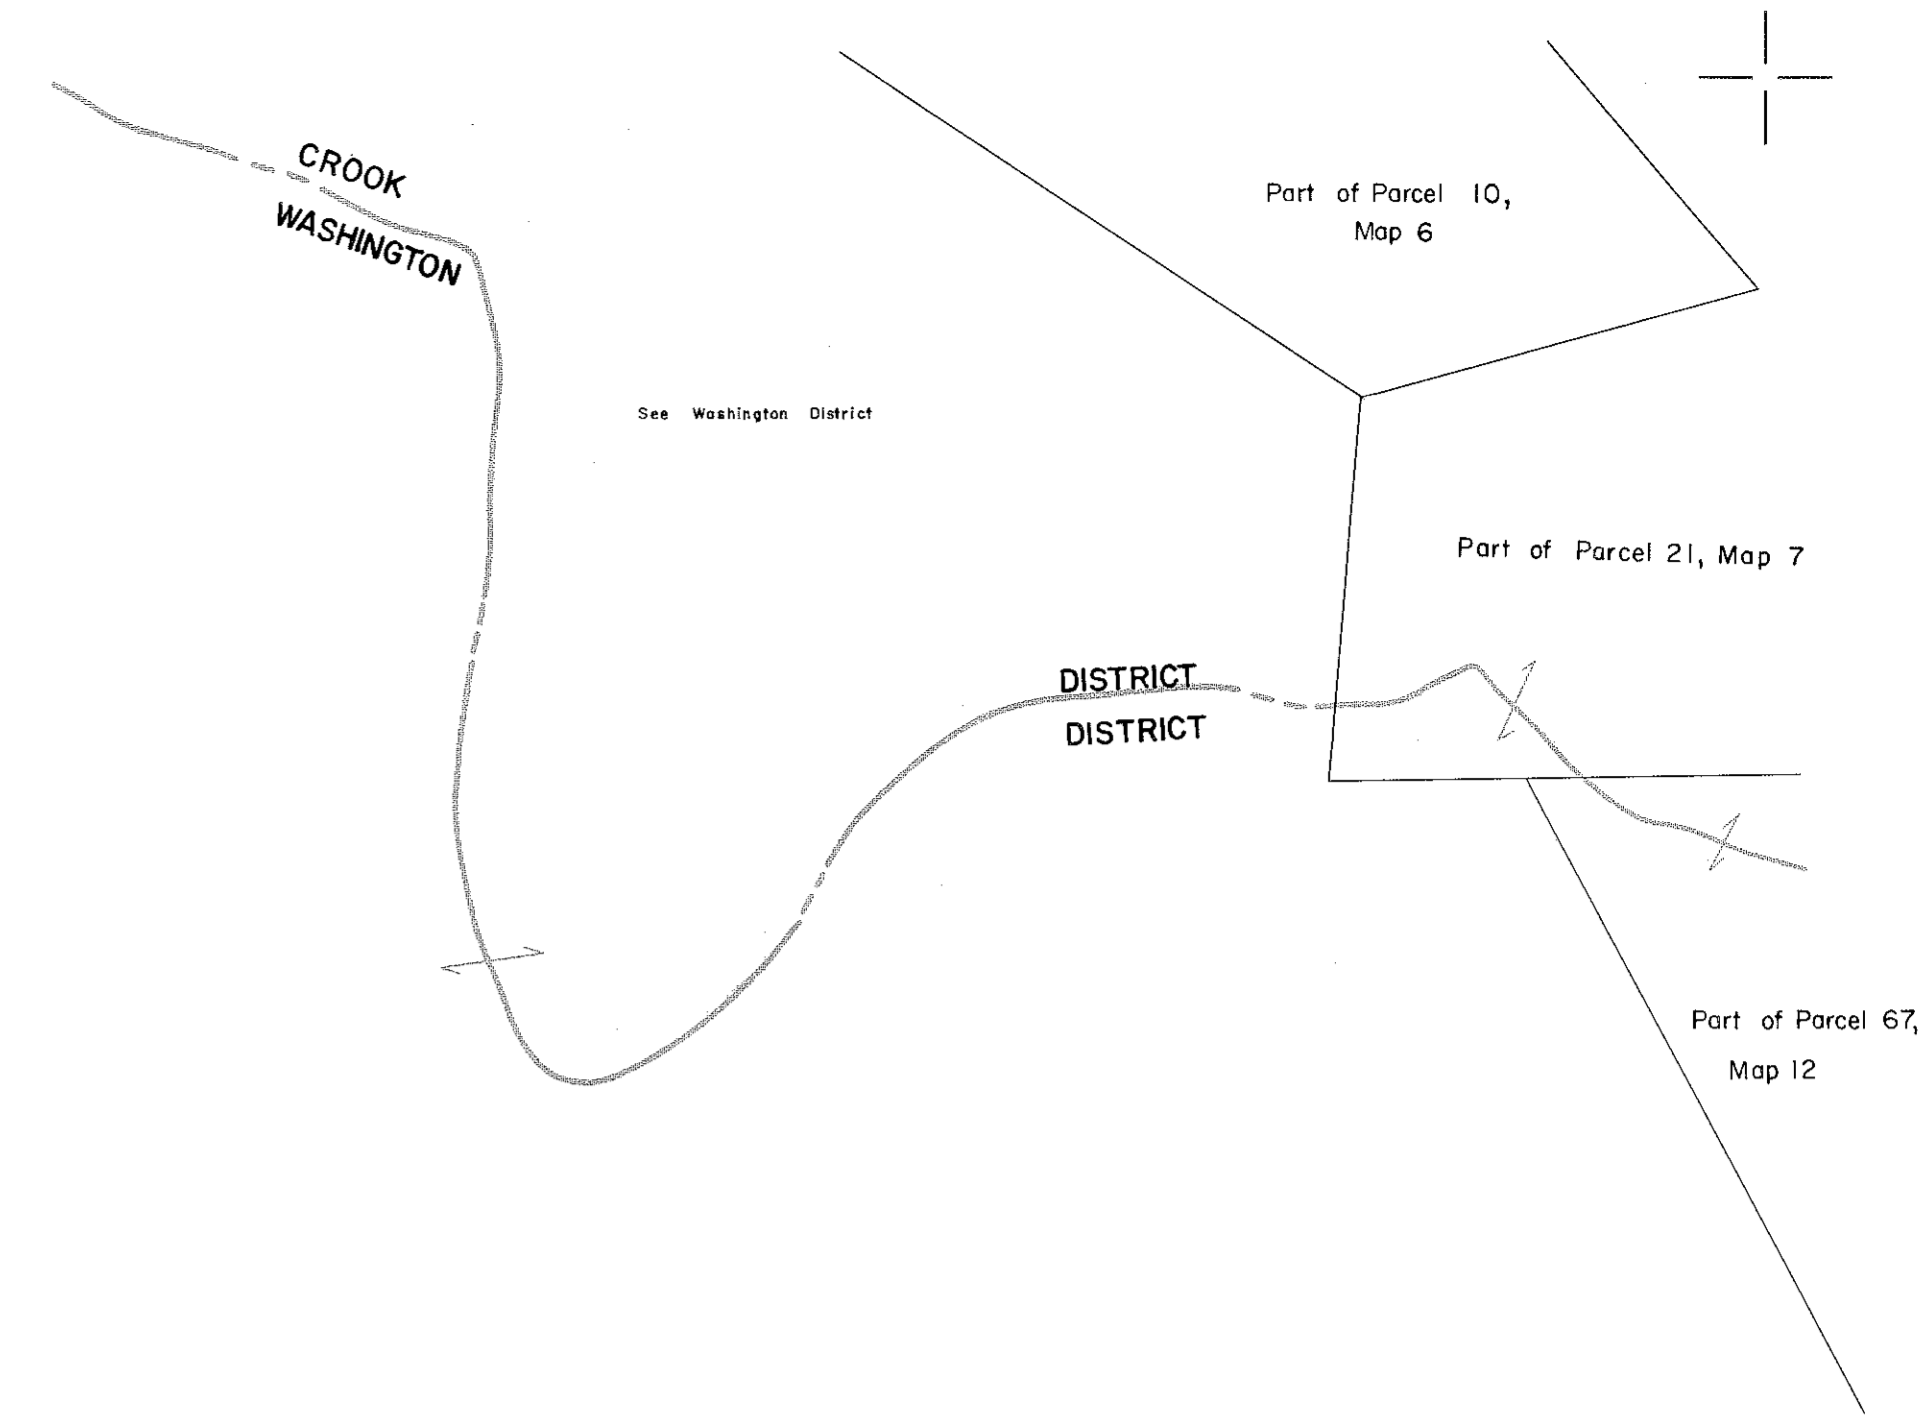 CROOK
WASHINGTON
Part of Parcel 10,
Map 6
See Washington District
Part of Parcel 21, Map 7
DISTRICT
DISTRICT
Part of Parcel 67,
Map 12